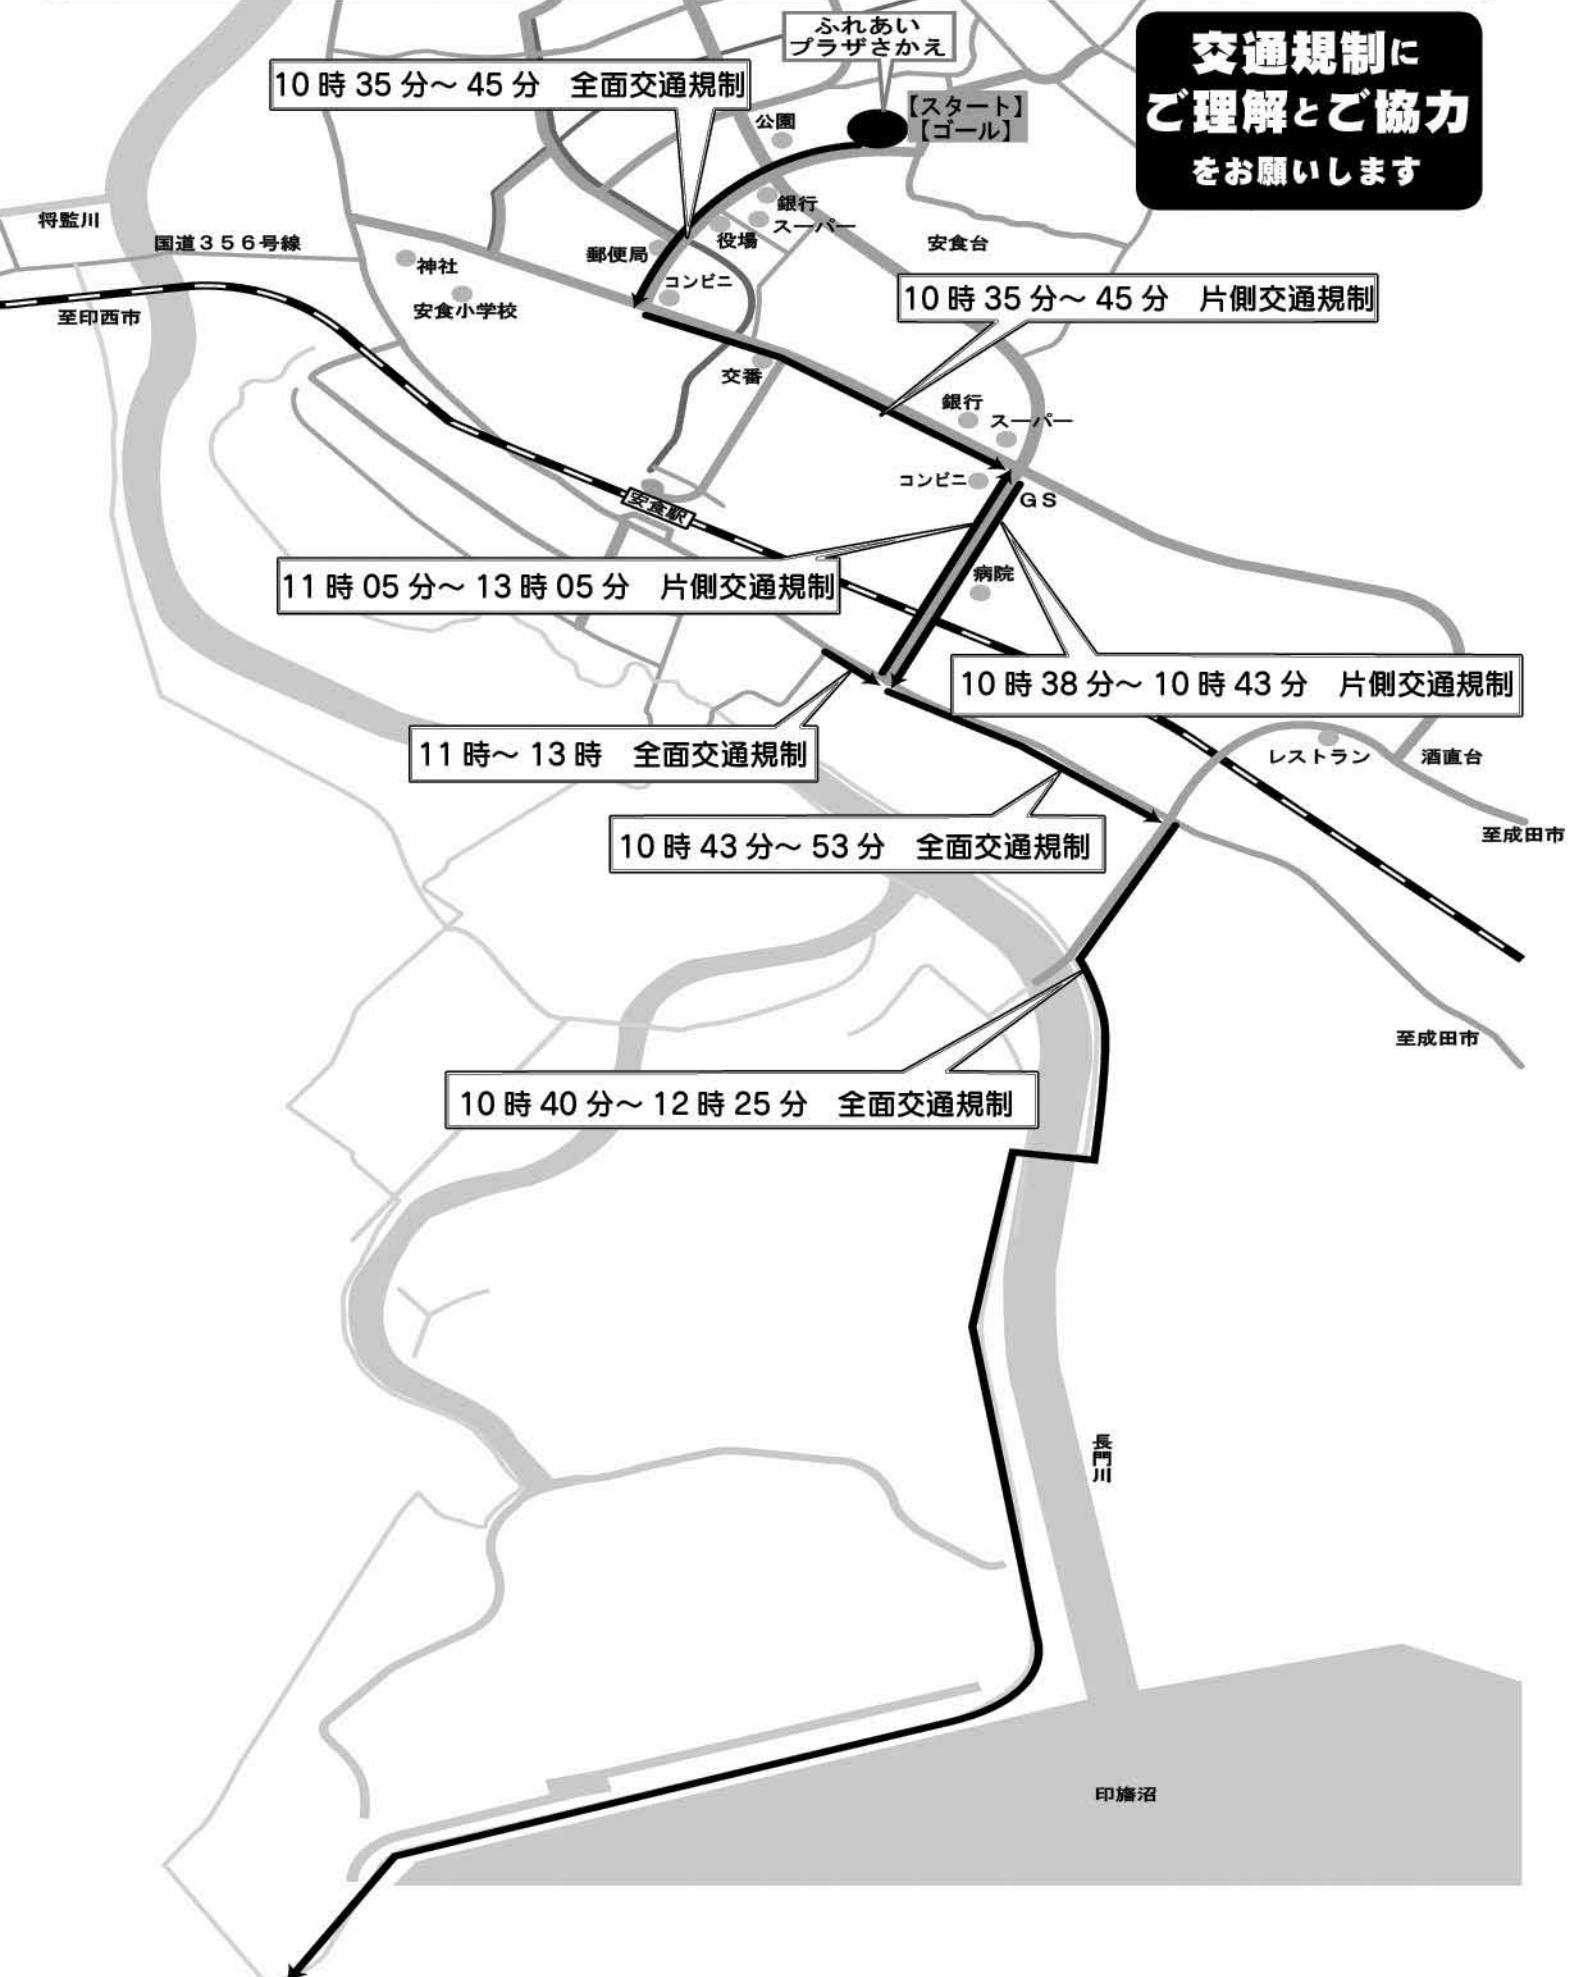 ふれあい
プラザさかえ
交通規制に
ご理解とご協力
をお願いします
10時35分～45分　全面交通規制
【スタート】
【ゴール】
公園
銀行
スーパー
役場
郵便局
コンビニ
安食台
将監川
国道３５６号線
神社
安食小学校
至印西市
10時35分～45分　片側交通規制
交番
銀行
スーパー
コンビニ
ＧＳ
安食駅
病院
11時05分～13時05分　片側交通規制
10時38分～10時43分　片側交通規制
11時～13時　全面交通規制
レストラン
酒直台
至成田市
10時43分～53分　全面交通規制
至成田市
10時40分～12時25分　全面交通規制
長門川
印旛沼